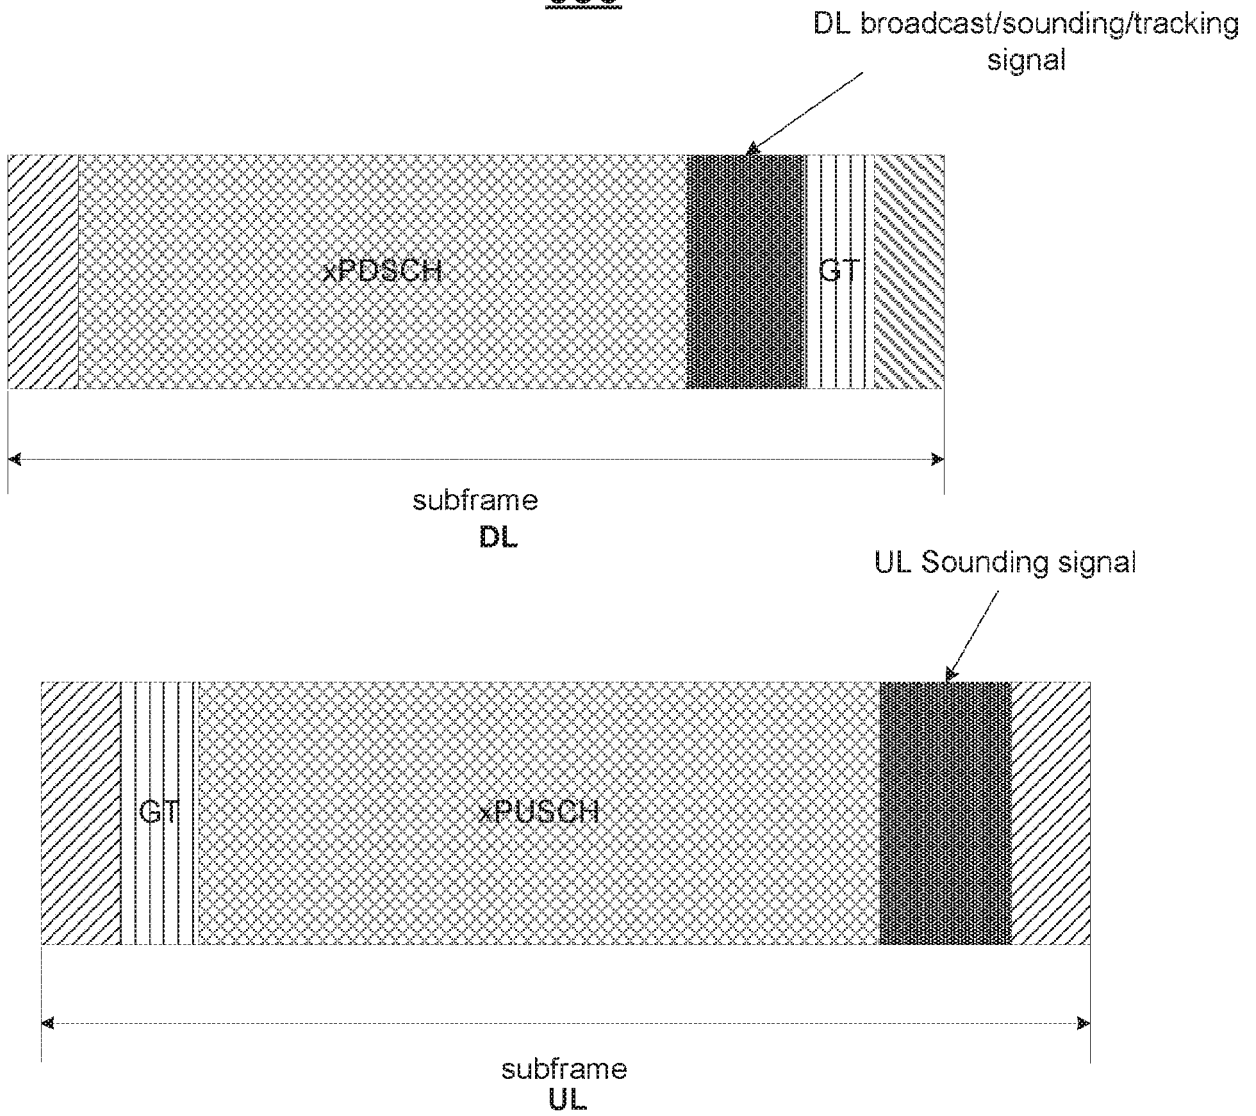 DL broadcast/sounding/tracking
signal
xPDSCH
GT
subframe
DL
UL Sounding signal
GT
xPUSCH
subframe
UL